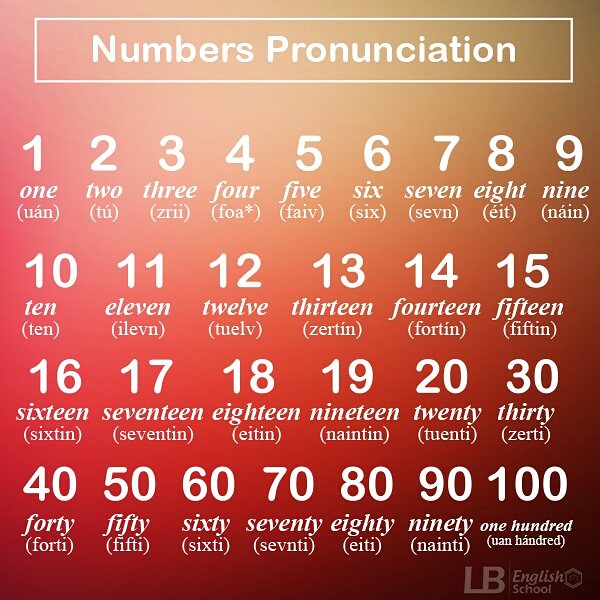 Numbers Pronunciation
1 2 3 4 5 6 7 8 9
one two three four five six seven eight nine
(uán) (tú) (zrii) (foa*) (faiv) (six) (sevn) (éit) (náin)
10 11 12 13 14 15
ten eleven twelve thirteen fourteen fifteen
(ten) (ilevn) (tuelv) (zertín) (fortín) (fiftin)
16 17 18 19 20 30
sixteen seventeen eighteen nineteen twenty thirty
(sixtin) (seventin) (eitin) (naintin) (tuenti) (zerti)
40 50 60 70 80 90 100
forty fifty sixty seventy eighty ninety one hundred
(forti) (fifti) (sixti) (sevnti) (eiti) (nainti) (uan hándred)
LB English
School